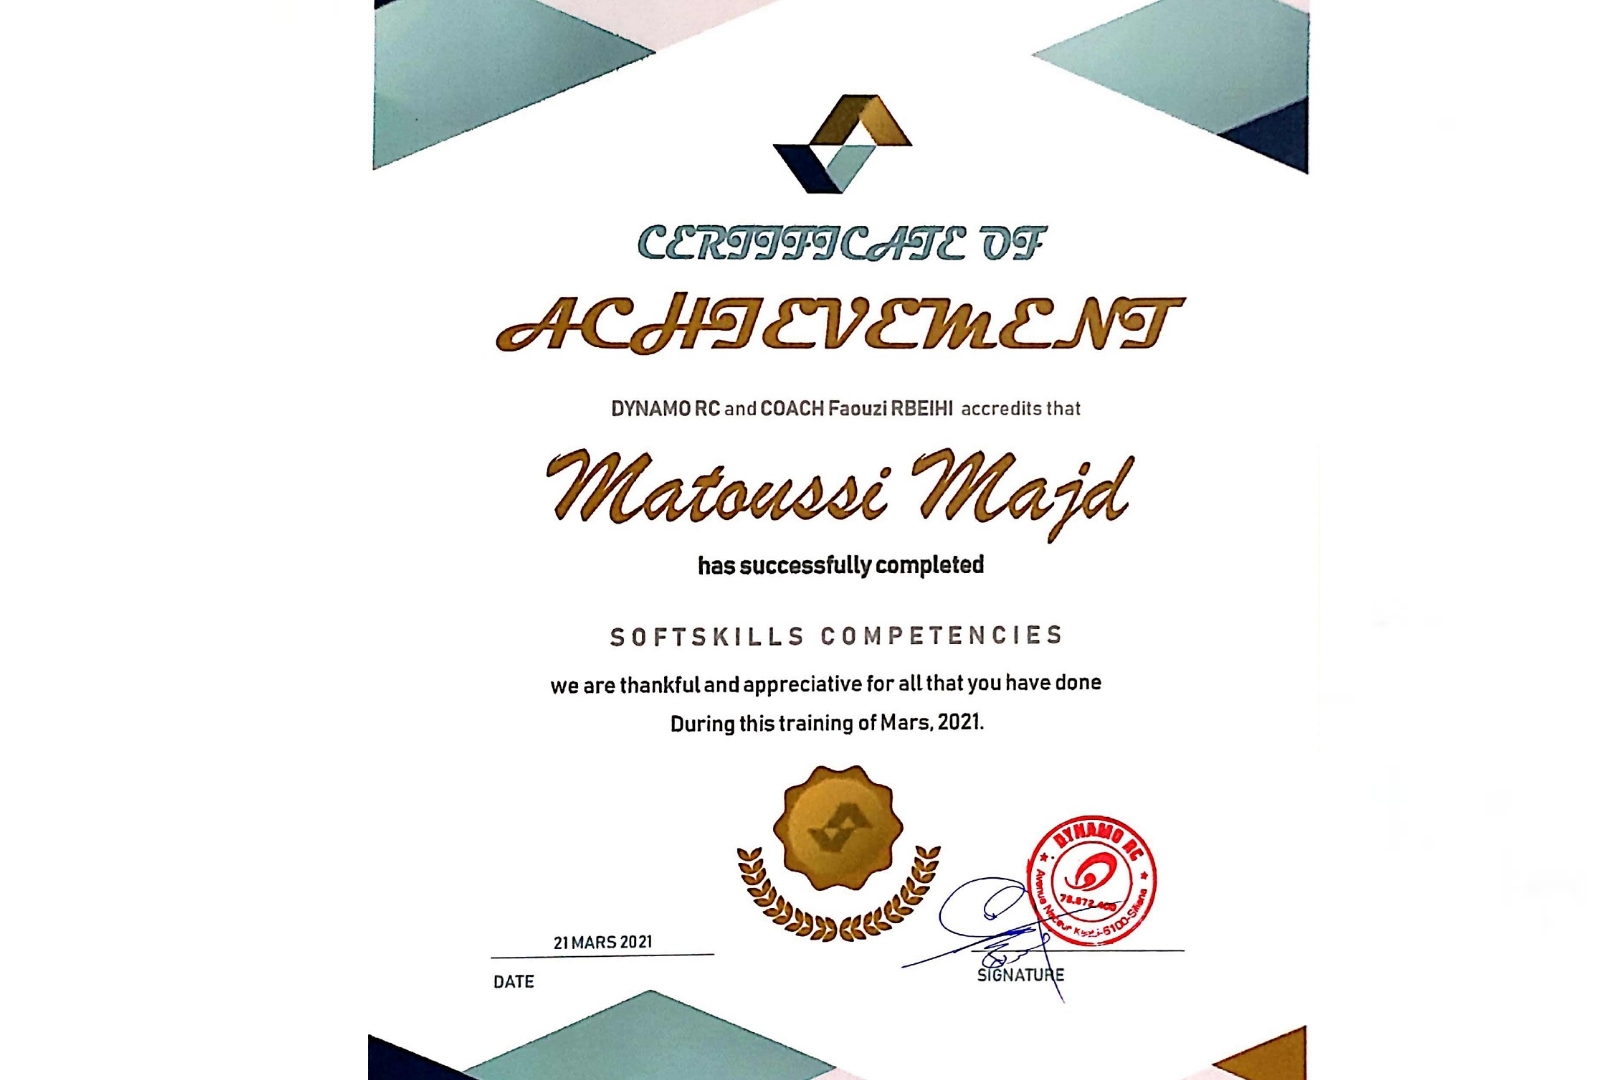 CERTIFICATE OF
ACHIEVEMENT
DYNAMO RC and COACH Faouzi RBEIHI accredits that
Matoussi Majd
has successfully completed
SOFTSKILLS COMPETENCIES
we are thankful and appreciative for all that you have done
During this training of Mars, 2021.
DYNAMO RC
78.872.400
Avenue 6100-Siliana
21 MARS 2021
DATE
SIGNATURE